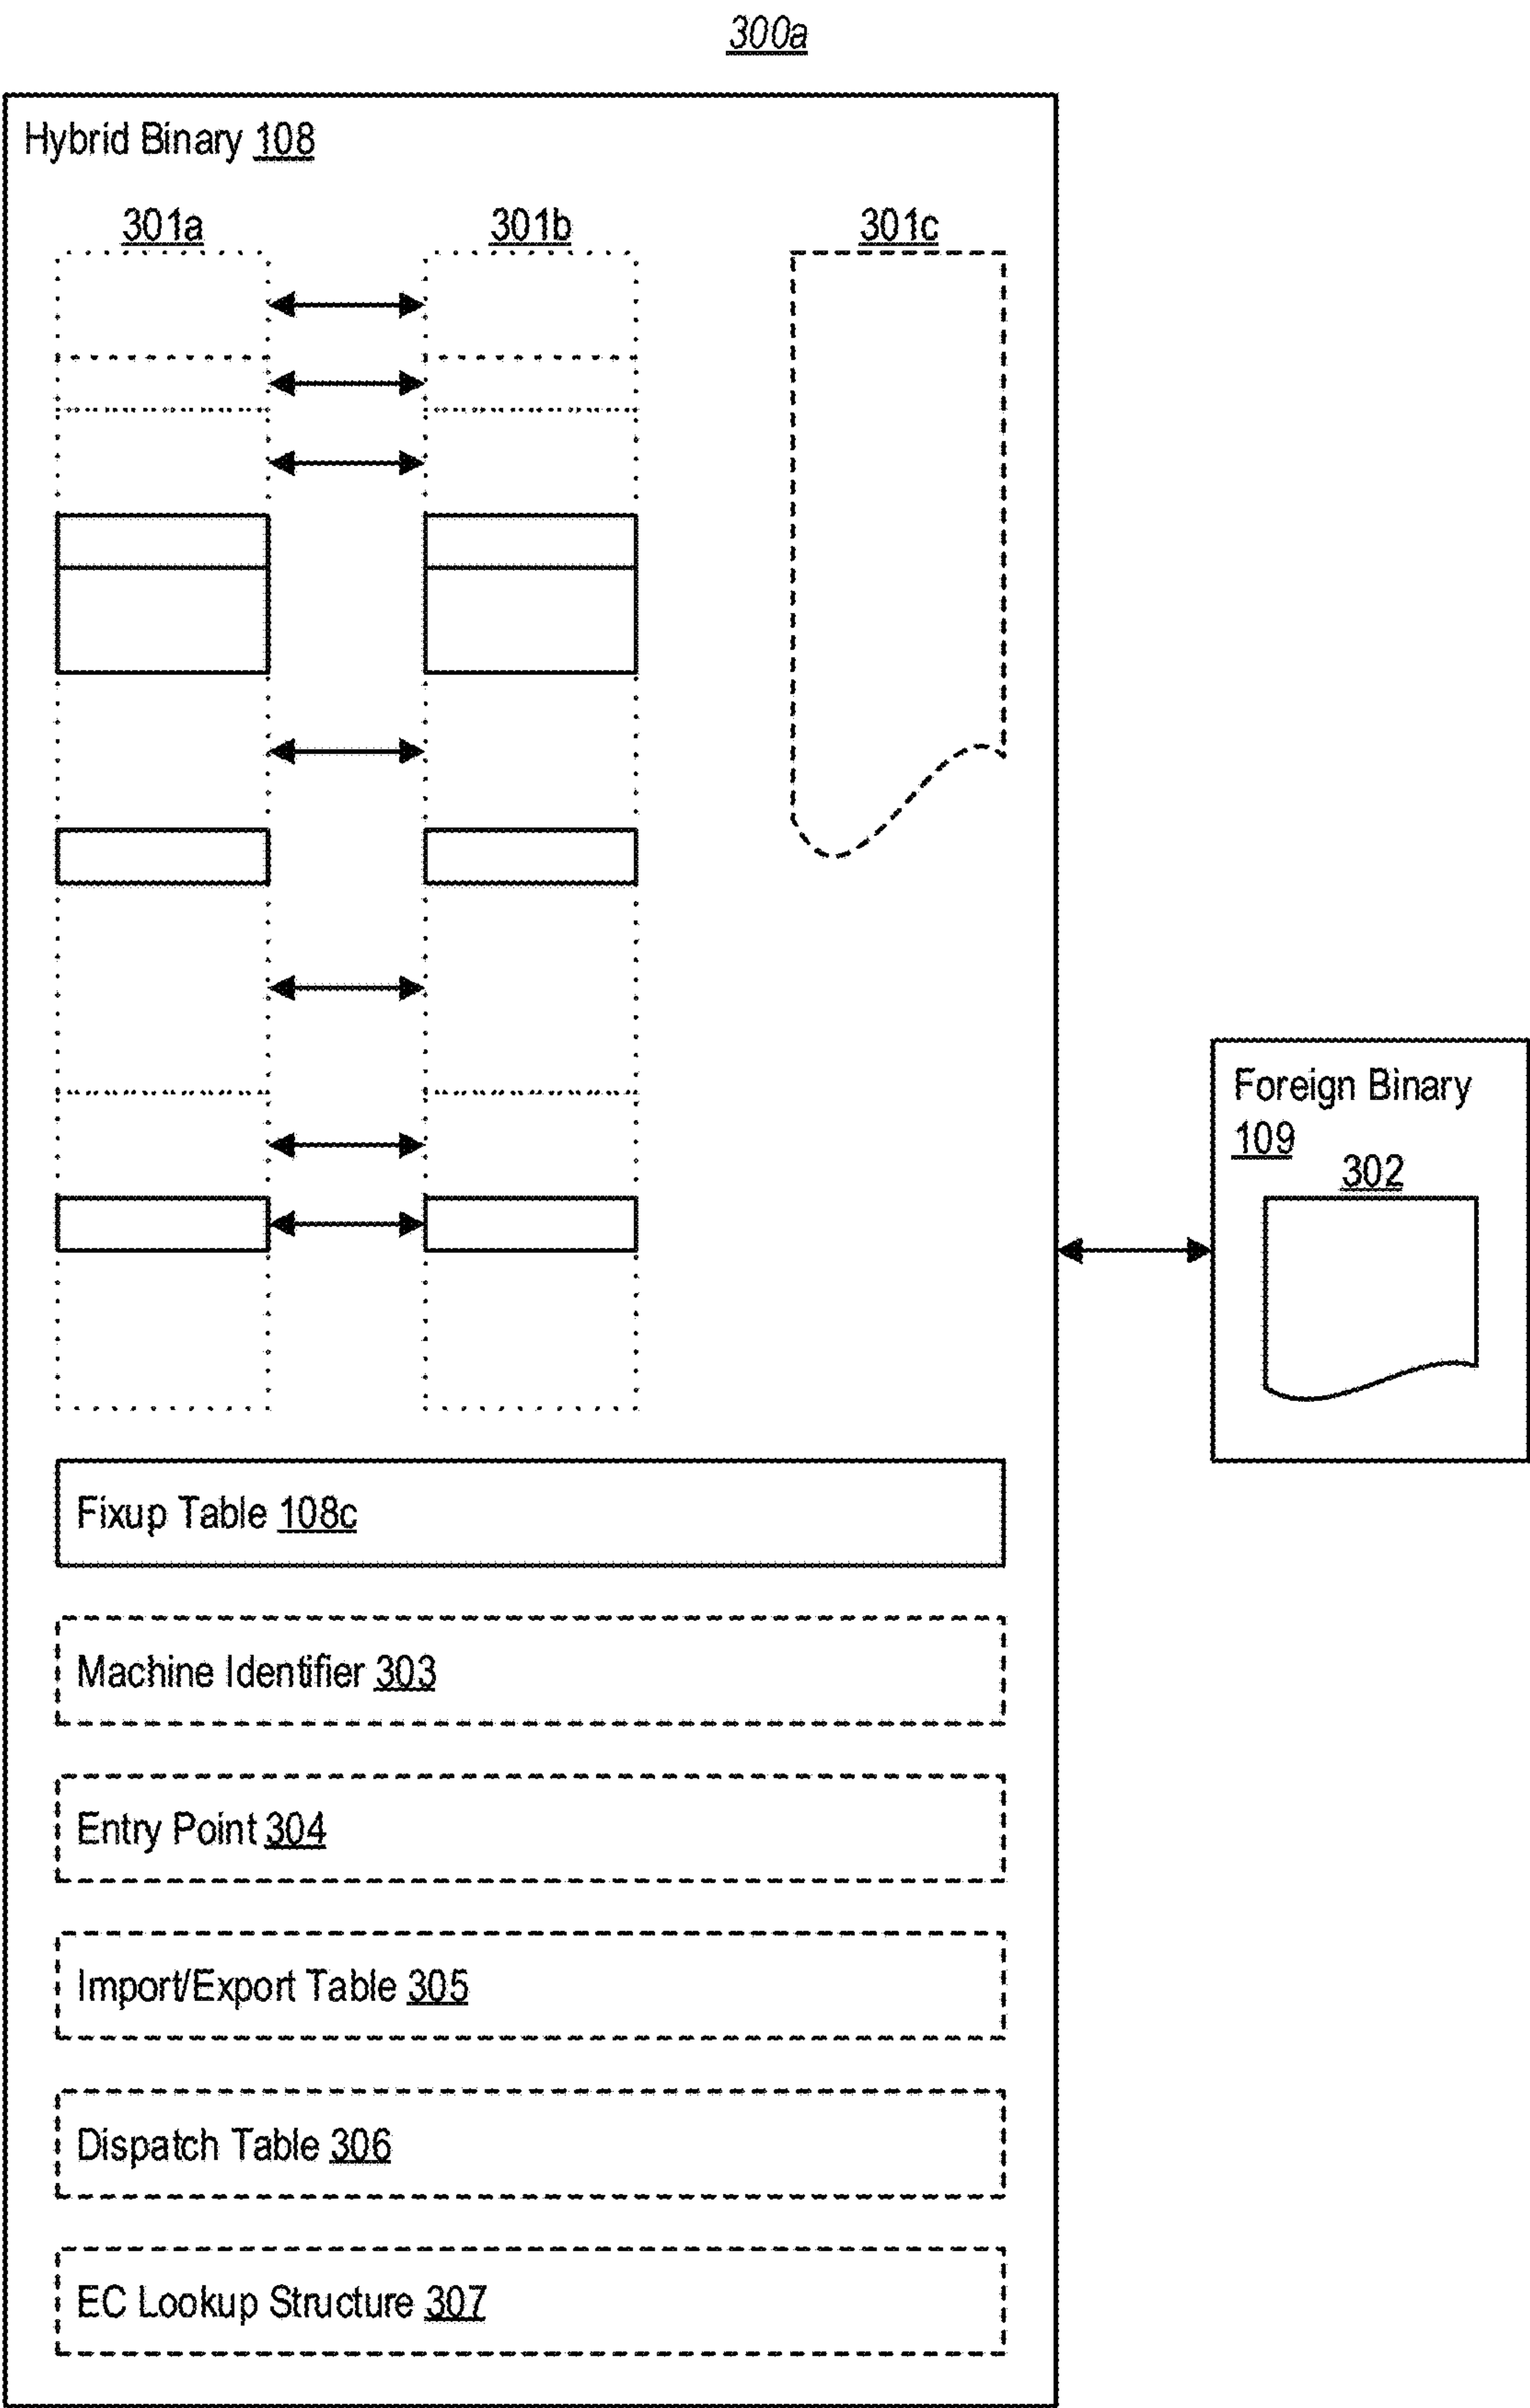 300a
Hybrid Binary 108
301a 301b 301c
Foreign Binary
109
302
Fixup Table 108c
Machine Identifier 303
Entry Point 304
Import/Export Table 305
Dispatch Table 306
EC Lookup Structure 307